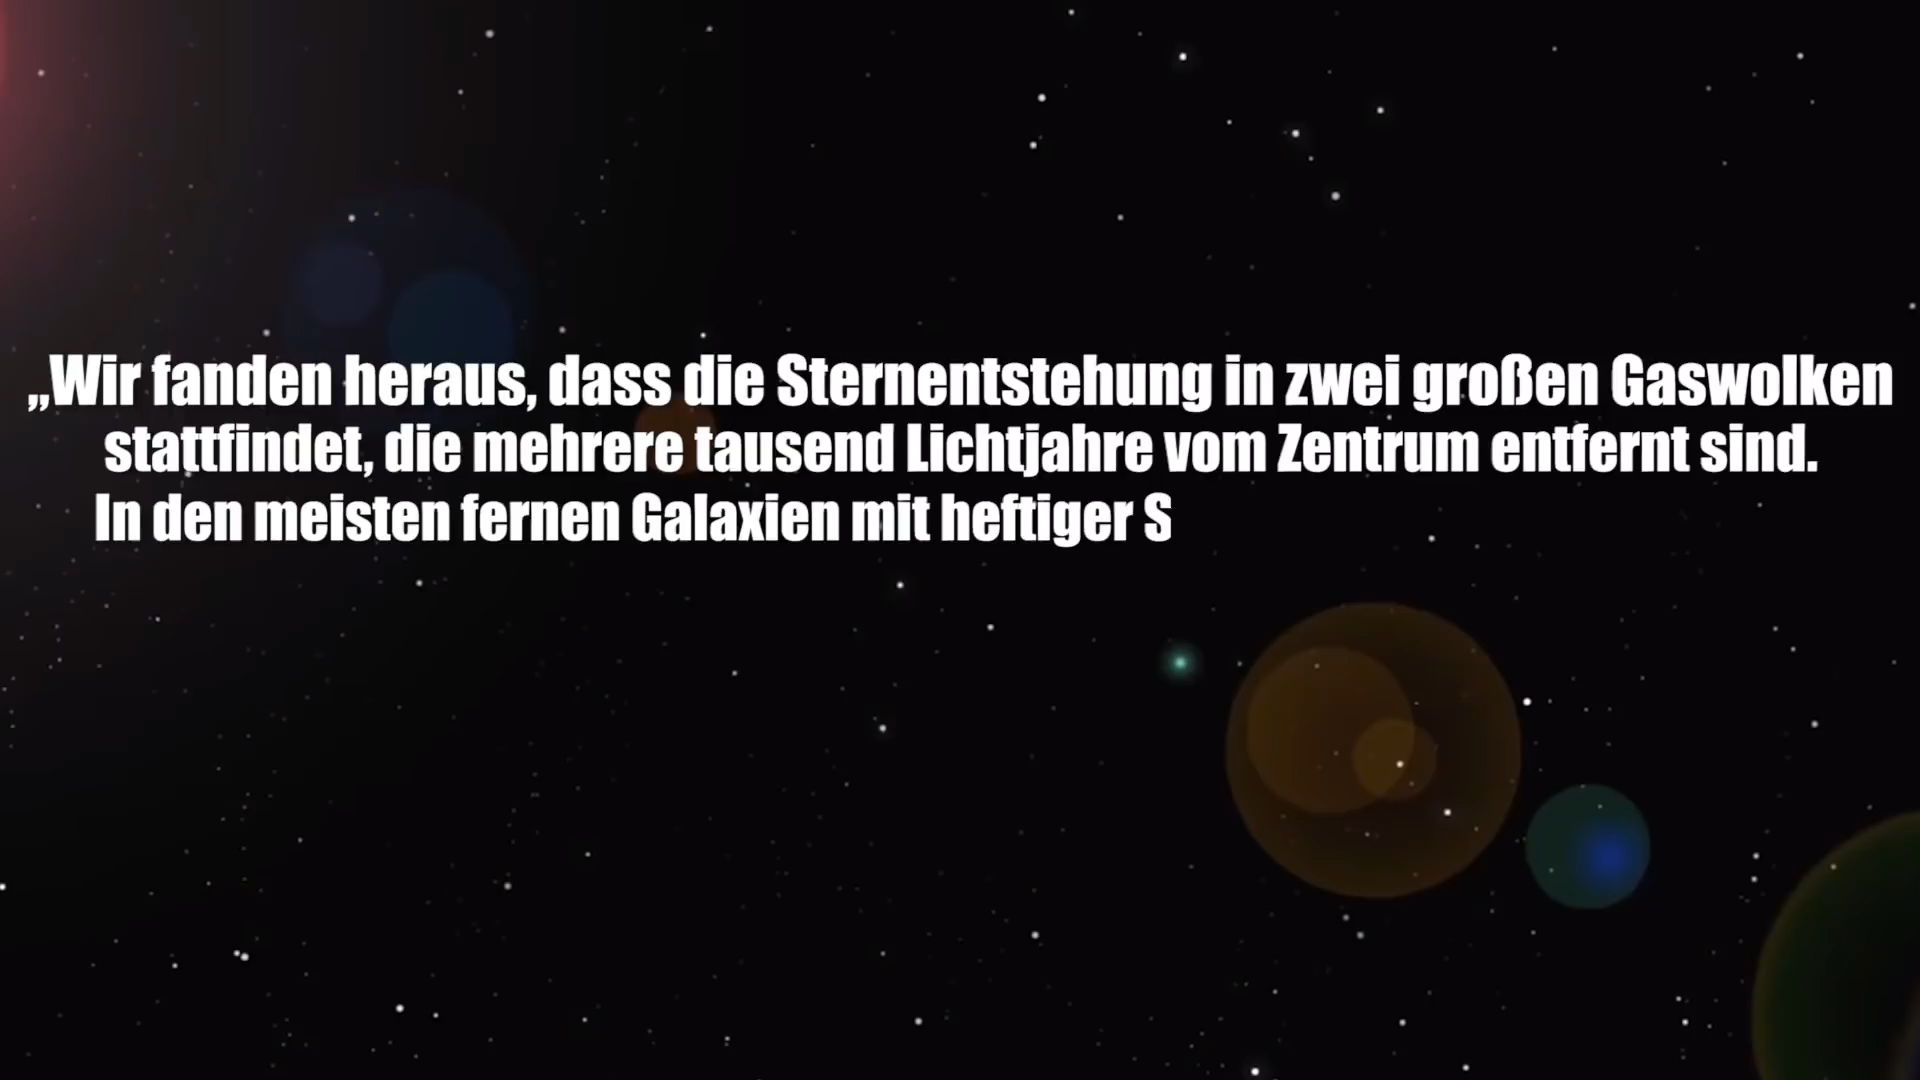 „Wir fanden heraus, dass die Sternentstehung in zwei großen Gaswolken
stattfindet, die mehrere tausend Lichtjahre vom Zentrum entfernt sind.
In den meisten fernen Galaxien mit heftiger S